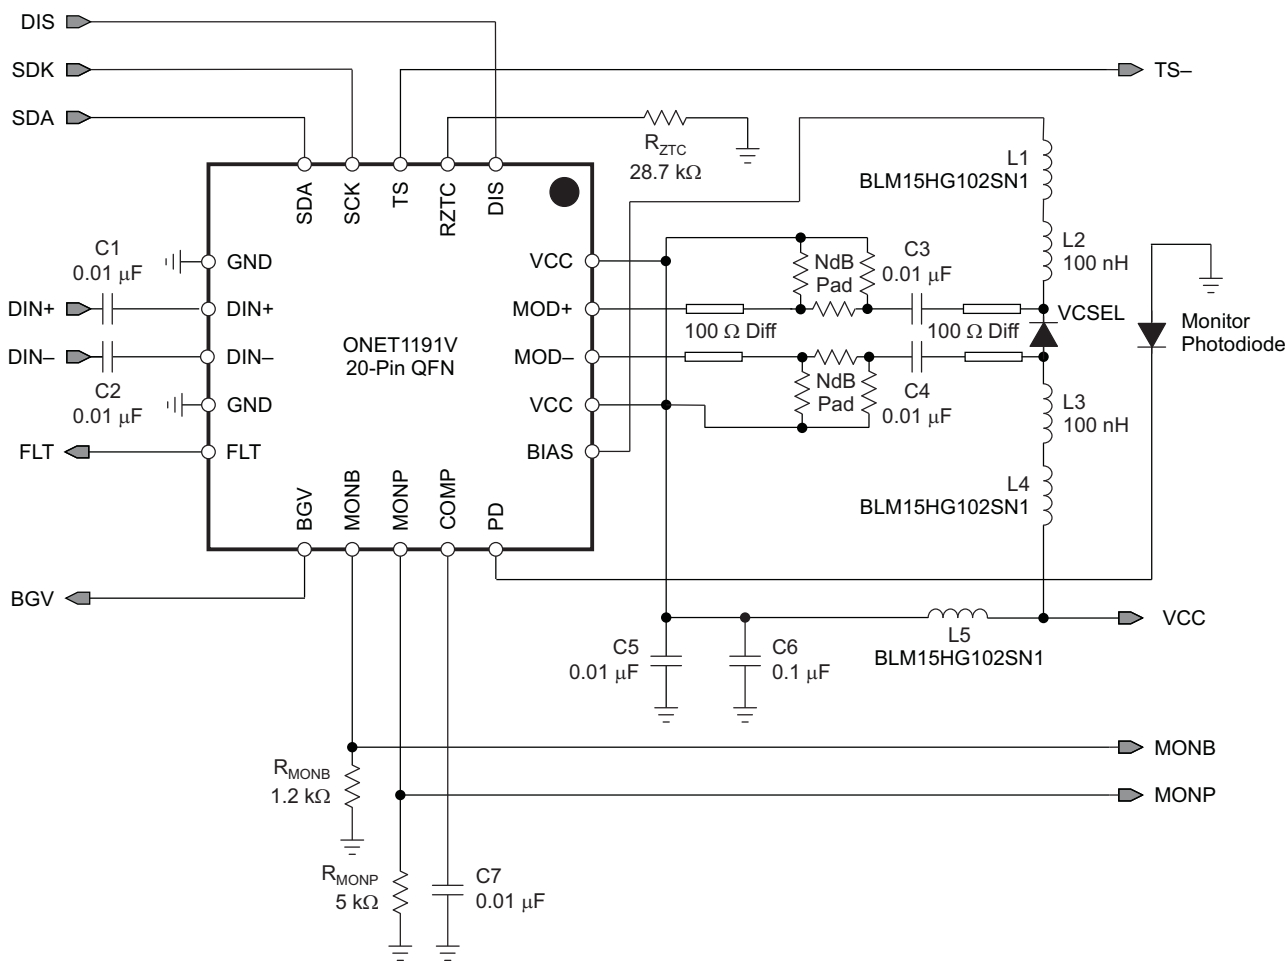 DIS
SDK
SDA
TS–
R_ZTC
28.7 kΩ
L1
BLM15HG102SN1
SDA
SCK
TS
RZTC
DIS
C1
0.01 μF
GND
VCC
NdB
Pad
C3
0.01 μF
L2
100 nH
DIN+
DIN+
MOD+
100 Ω Diff
100 Ω Diff
VCSEL
Monitor
Photodiode
ONET1191V
20-Pin QFN
DIN–
DIN–
MOD–
C2
0.01 μF
GND
VCC
NdB
Pad
C4
0.01 μF
L3
100 nH
FLT
FLT
BIAS
BGV
MONB
MONP
COMP
PD
L4
BLM15HG102SN1
BGV
VCC
C5
0.01 μF
C6
0.1 μF
L5
BLM15HG102SN1
MONB
R_MONB
1.2 kΩ
MONP
R_MONP
5 kΩ
C7
0.01 μF